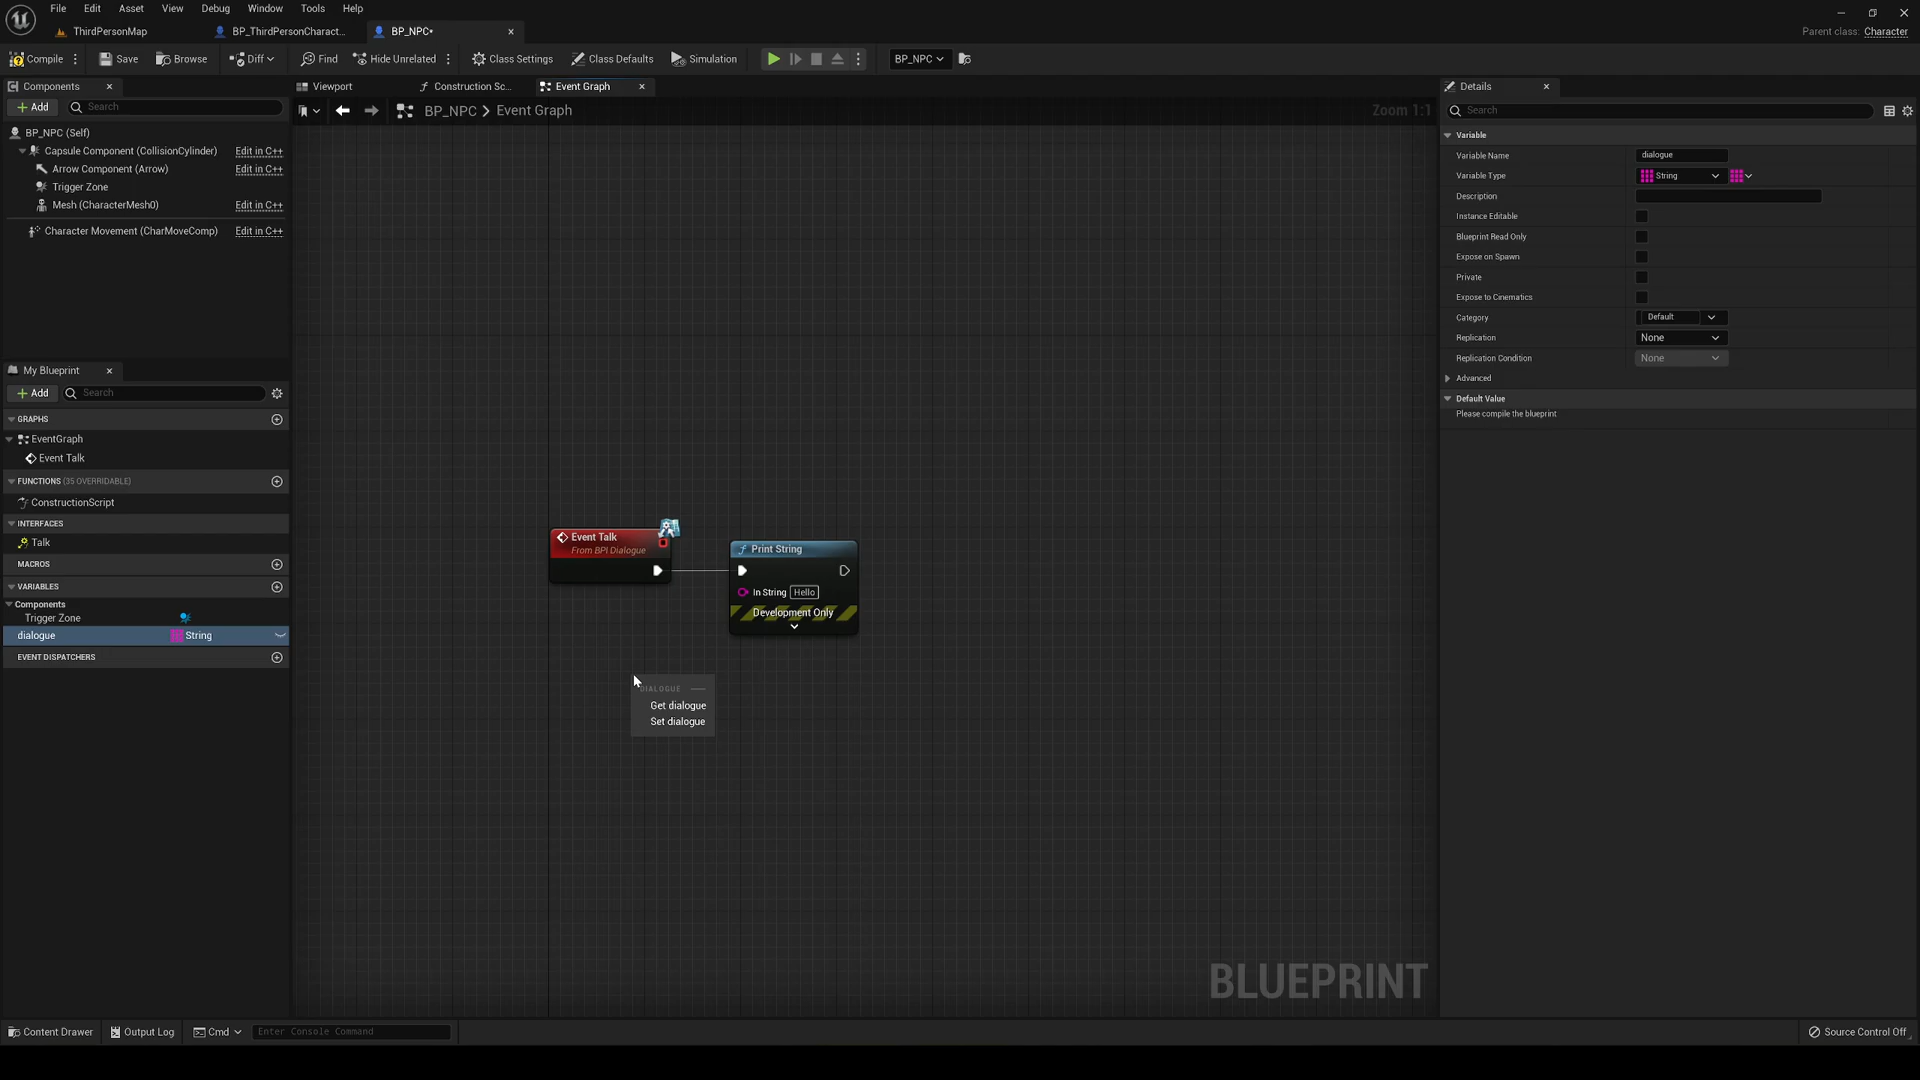 File Edit Asset View Debug Window Tools Help
ThirdPersonMap BP_ThirdPersonCharact... BP_NPC* Parent class: Character
Compile Save Browse Diff Find Hide Unrelated Class Settings Class Defaults Simulation BP_NPC
Components
Add Search
BP_NPC (Self)
Capsule Component (CollisionCylinder) Edit in C++
Arrow Component (Arrow) Edit in C++
Trigger Zone
Mesh (CharacterMesh0) Edit in C++
Character Movement (CharMoveComp) Edit in C++
My Blueprint
Add Search
GRAPHS
EventGraph
Event Talk
FUNCTIONS (35 OVERRIDABLE)
ConstructionScript
INTERFACES
Talk
MACROS
VARIABLES
Components
Trigger Zone
dialogue String
EVENT DISPATCHERS
Viewport Construction Sc... Event Graph
BP_NPC > Event Graph Zoom 1:1
Event Talk
From BPI Dialogue
Print String
In String Hello
Development Only
DIALOGUE
Get dialogue
Set dialogue
BLUEPRINT
Details
Search
Variable
Variable Name dialogue
Variable Type String
Description
Instance Editable
Blueprint Read Only
Expose on Spawn
Private
Expose to Cinematics
Category Default
Replication None
Replication Condition None
Advanced
Default Value
Please compile the blueprint
Content Drawer Output Log Cmd Enter Console Command Source Control Off